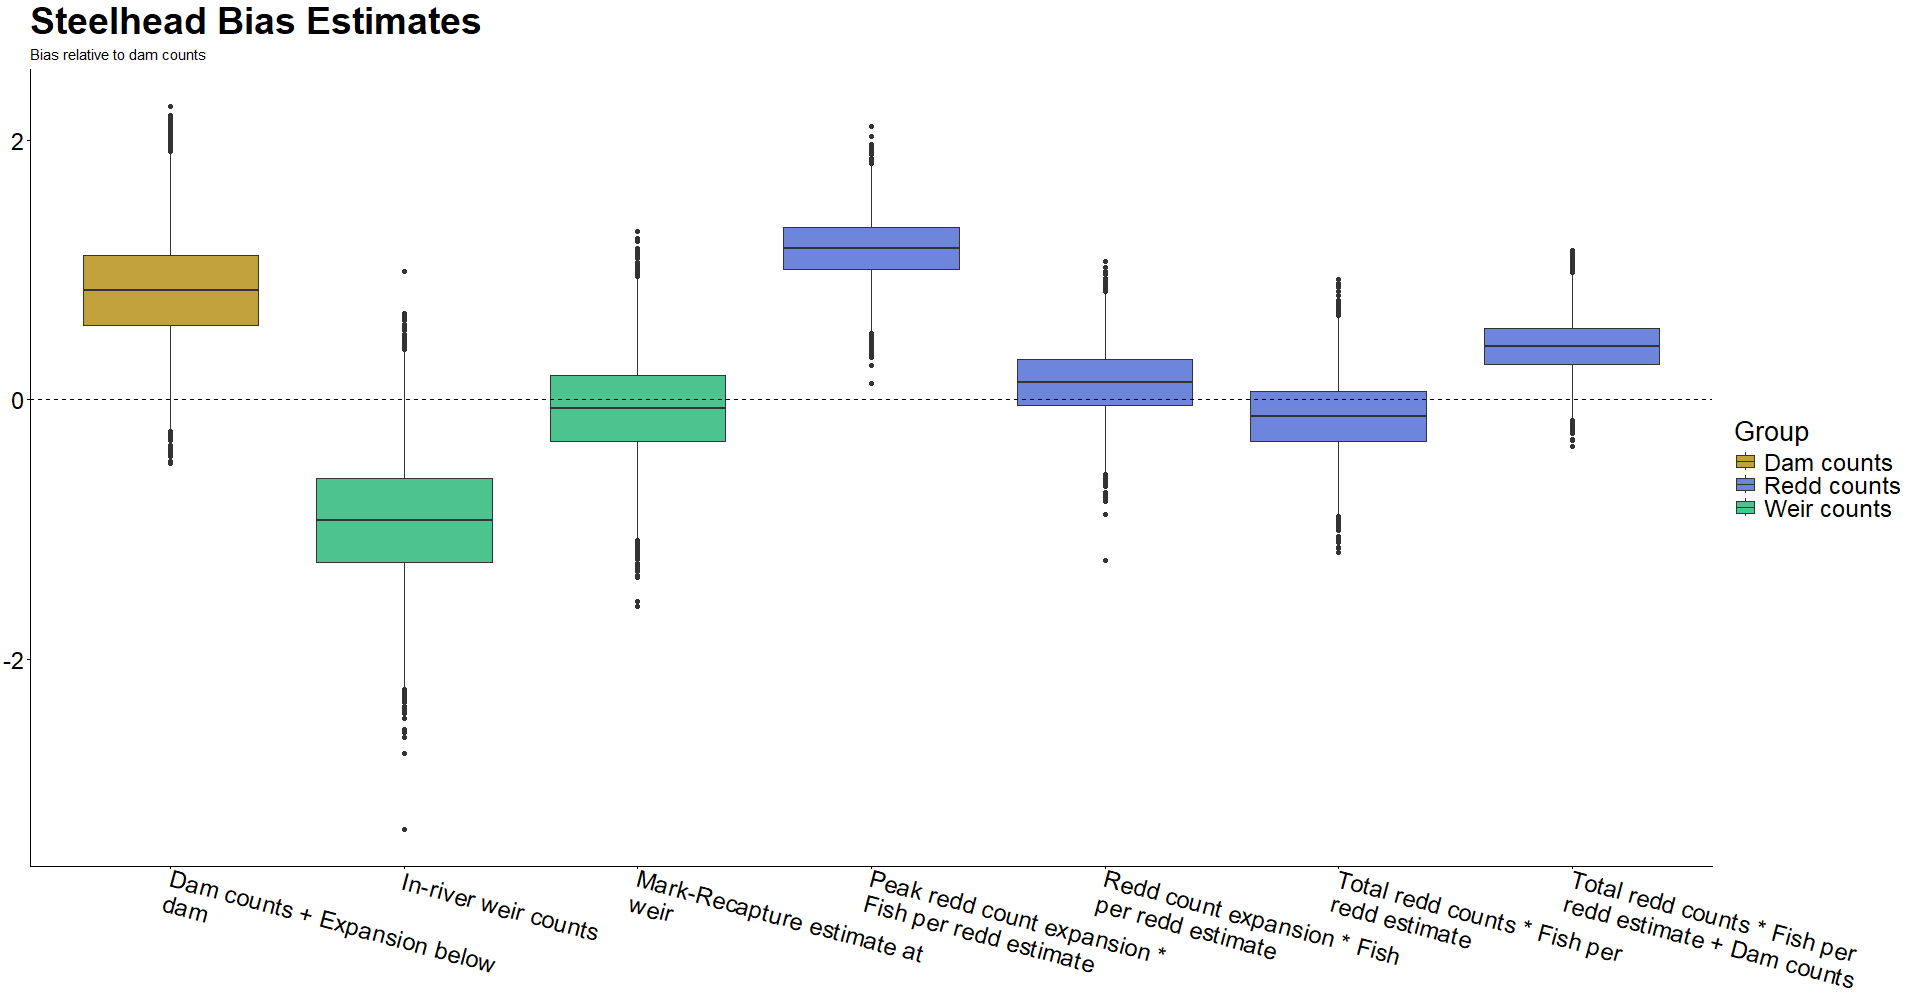 Steelhead Bias Estimates
Bias relative to dam counts
2
0
-2
Dam counts + Expansion below
dam
In-river weir counts
Mark-Recapture estimate at
weir
Peak redd count expansion *
Fish per redd estimate
Redd count expansion * Fish
per redd estimate
Total redd counts * Fish per
redd estimate
Total redd counts * Fish per
redd estimate + Dam counts
Group
Dam counts
Redd counts
Weir counts